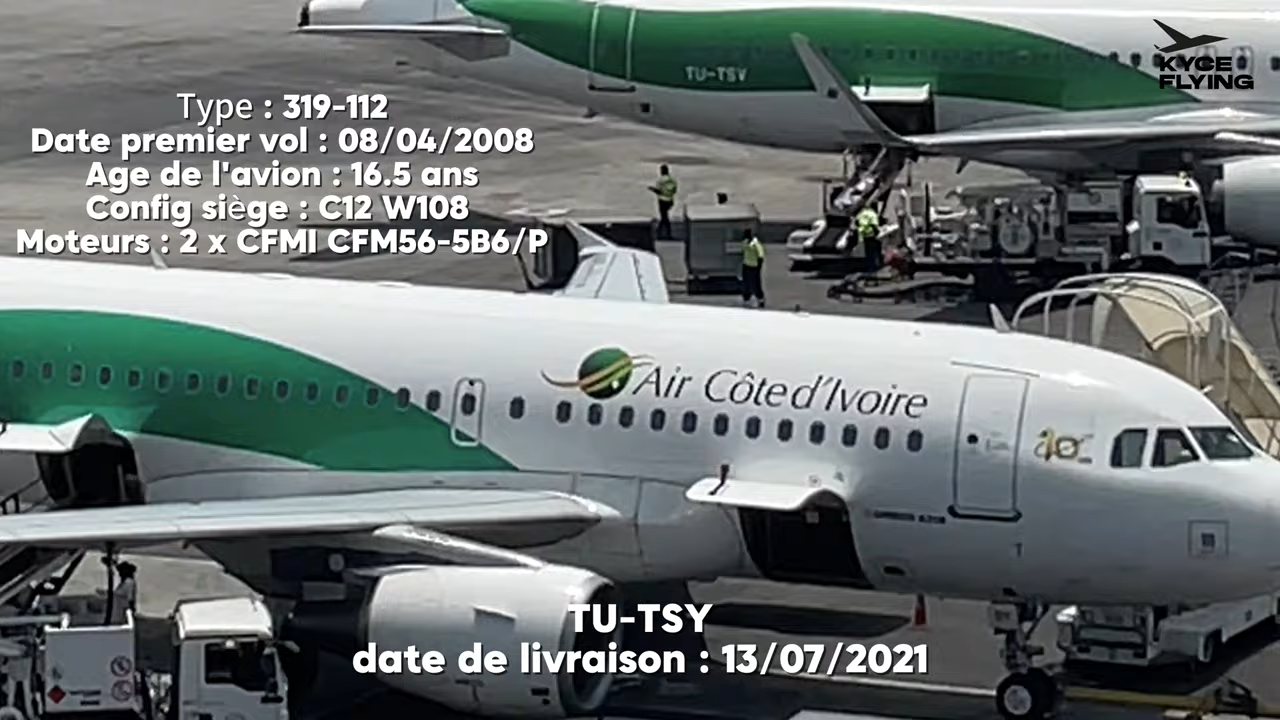 TU-TSV
KYCE
FLYING
Type : 319-112
Date premier vol : 08/04/2008
Age de l'avion : 16.5 ans
Config siège : C12 W108
Moteurs : 2 x CFMI CFM56-5B6/P
Air Côte d'Ivoire
10
TU-TSY
date de livraison : 13/07/2021